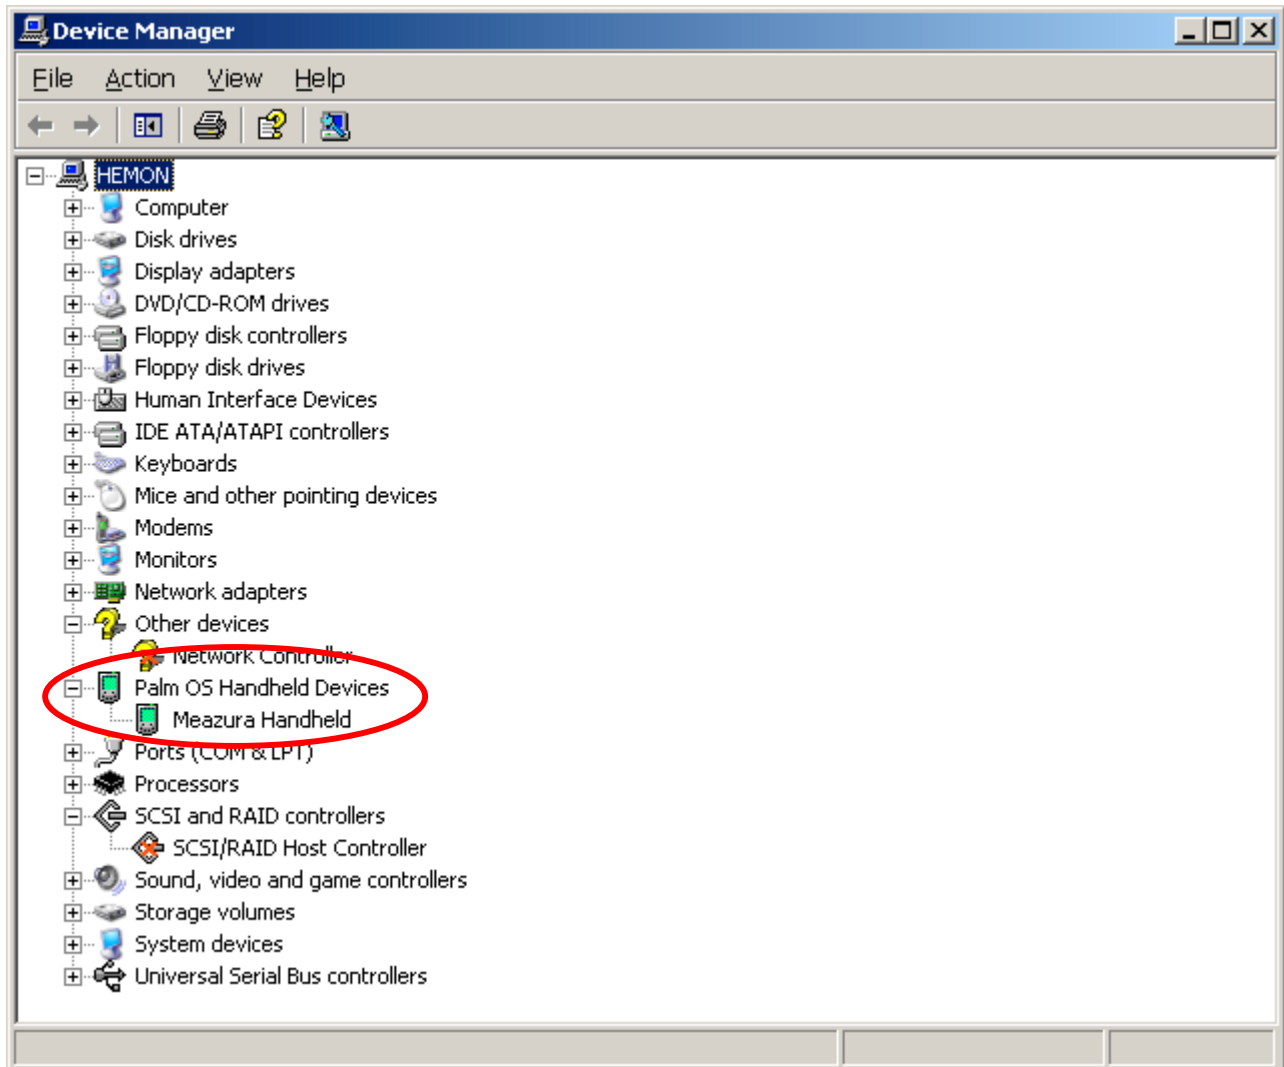 Device Manager
File Action View Help
HEMON
Computer
Disk drives
Display adapters
DVD/CD-ROM drives
Floppy disk controllers
Floppy disk drives
Human Interface Devices
IDE ATA/ATAPI controllers
Keyboards
Mice and other pointing devices
Modems
Monitors
Network adapters
Other devices
Network Controller
Palm OS Handheld Devices
Meazura Handheld
Ports (COM & LPT)
Processors
SCSI and RAID controllers
SCSI/RAID Host Controller
Sound, video and game controllers
Storage volumes
System devices
Universal Serial Bus controllers